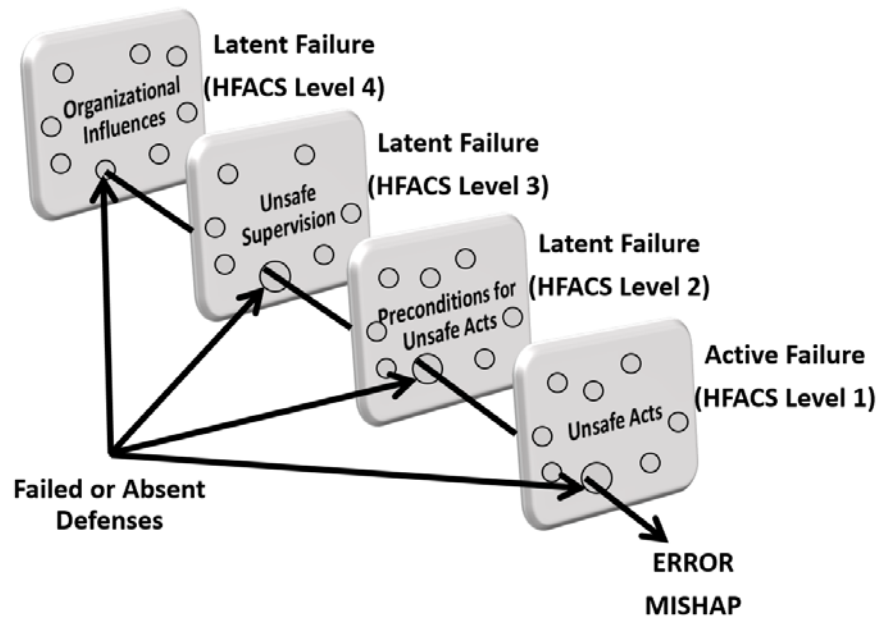 Latent Failure
(HFACS Level 4)
Organizational
Influences
Latent Failure
(HFACS Level 3)
Unsafe
Supervision
Latent Failure
(HFACS Level 2)
Preconditions for
Unsafe Acts
Active Failure
(HFACS Level 1)
Unsafe Acts
Failed or Absent
Defenses
ERROR
MISHAP